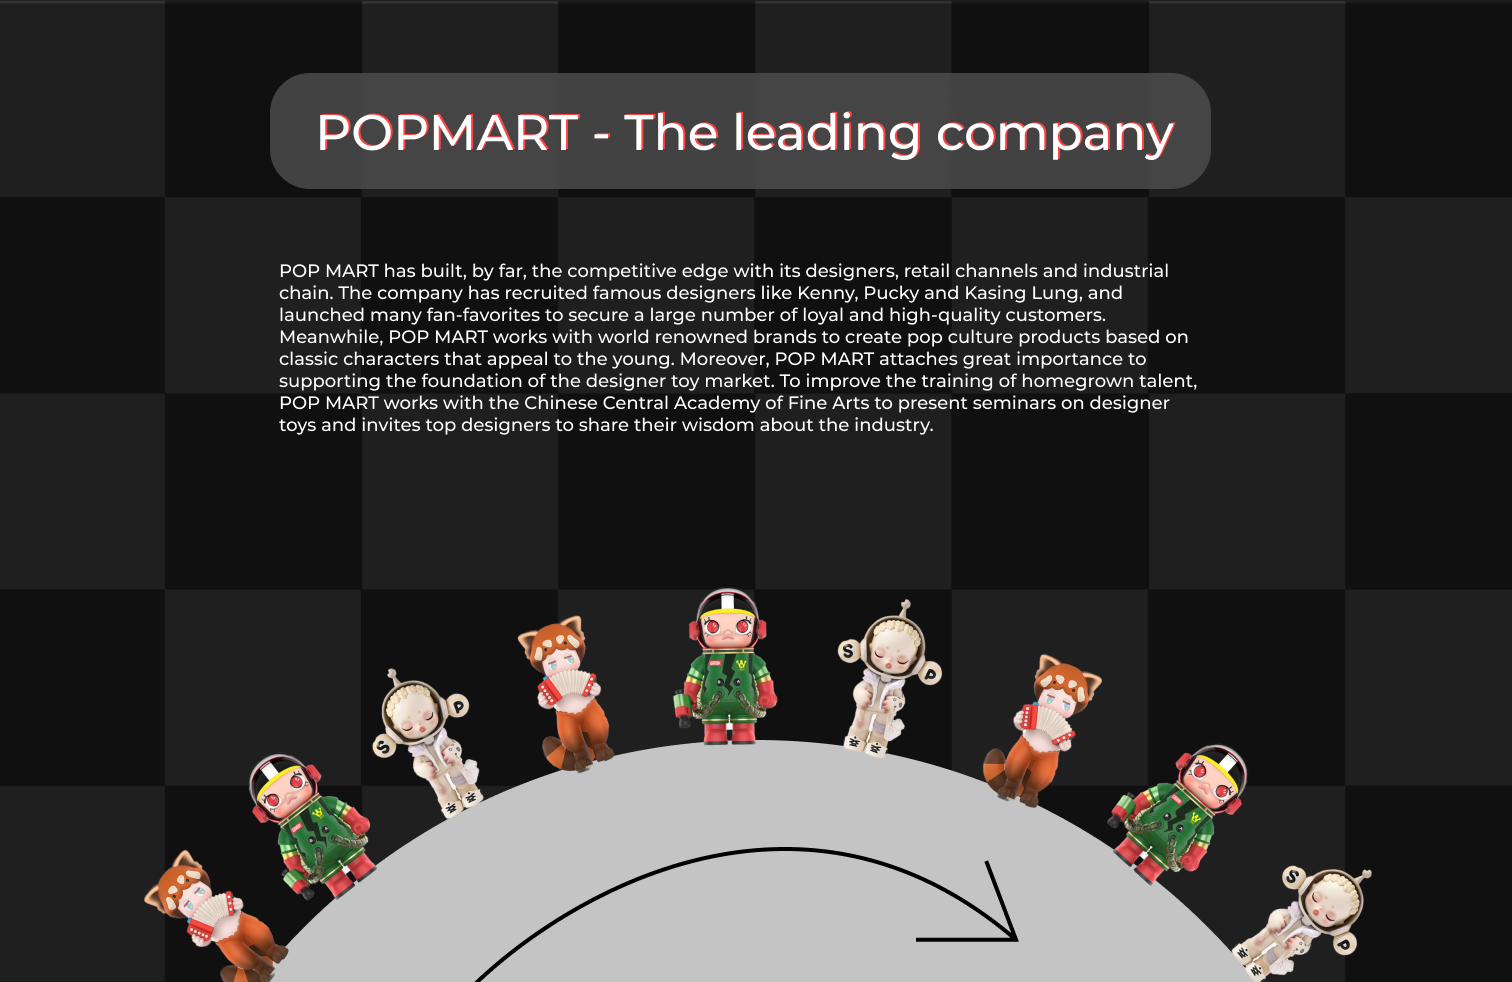 POPMART - The leading company
POP MART has built, by far, the competitive edge with its designers, retail channels and industrial
chain. The company has recruited famous designers like Kenny, Pucky and Kasing Lung, and
launched many fan-favorites to secure a large number of loyal and high-quality customers.
Meanwhile, POP MART works with world renowned brands to create pop culture products based on
classic characters that appeal to the young. Moreover, POP MART attaches great importance to
supporting the foundation of the designer toy market. To improve the training of homegrown talent,
POP MART works with the Chinese Central Academy of Fine Arts to present seminars on designer
toys and invites top designers to share their wisdom about the industry.
S
P
S
P
S
P